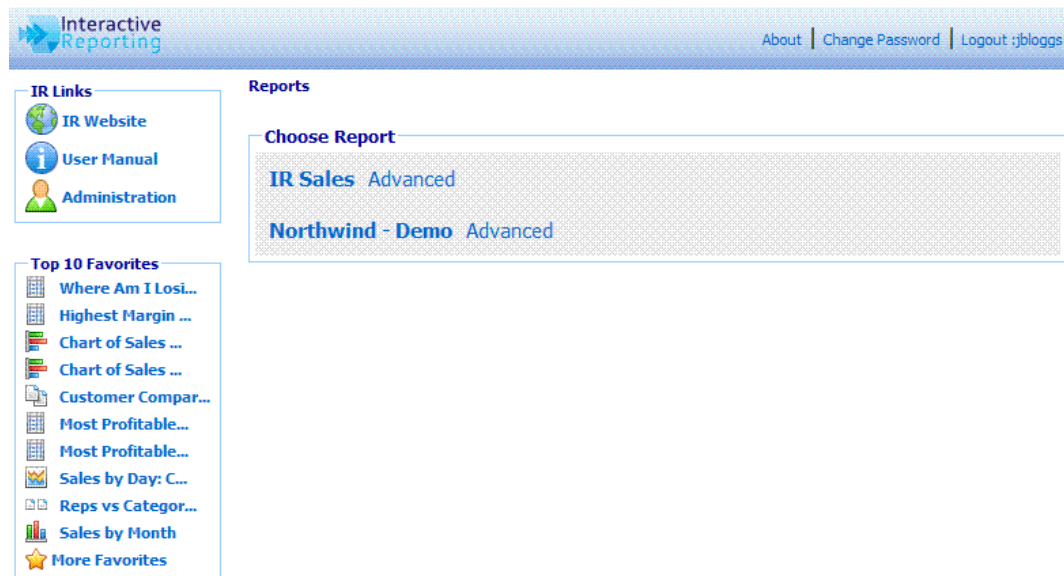 Interactive
Reporting
About | Change Password | Logout :jbloggs
IR Links
IR Website
User Manual
Administration
Top 10 Favorites
Where Am I Losi...
Highest Margin ...
Chart of Sales ...
Chart of Sales ...
Customer Compar...
Most Profitable...
Most Profitable...
Sales by Day: C...
Reps vs Categor...
Sales by Month
More Favorites
Reports
Choose Report
IR Sales Advanced
Northwind - Demo Advanced